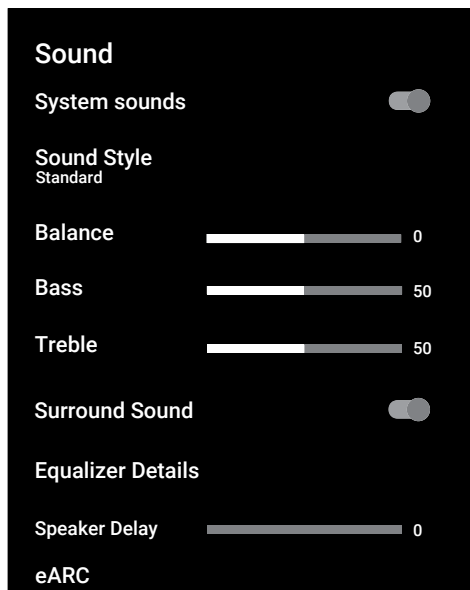 Sound
System sounds
Sound Style
Standard
Balance 0
Bass 50
Treble 50
Surround Sound
Equalizer Details
Speaker Delay 0
eARC